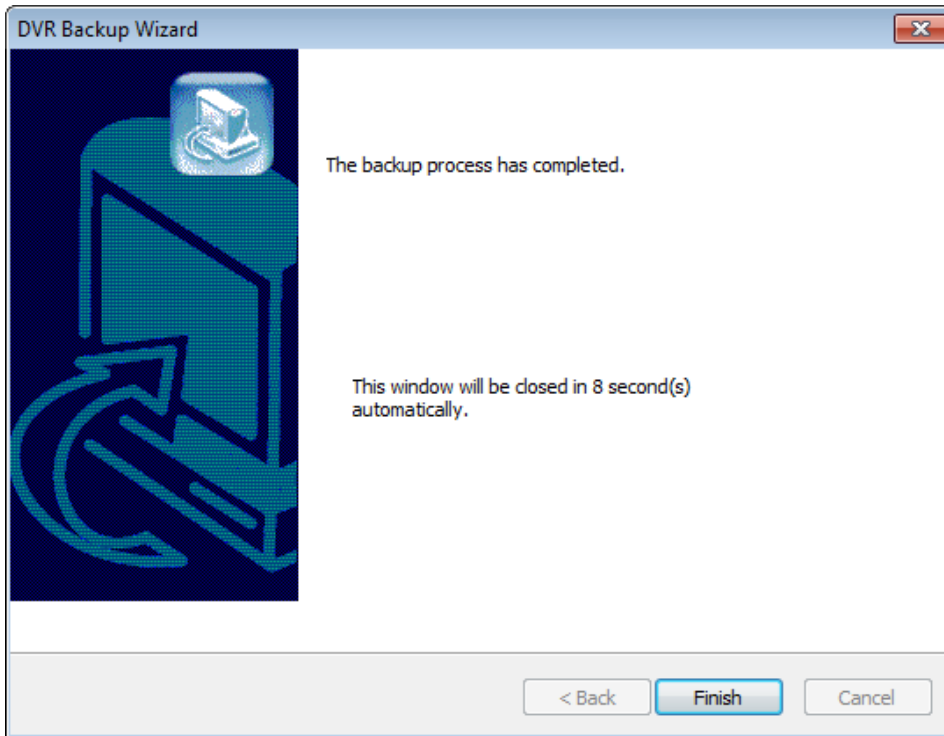 DVR Backup Wizard
The backup process has completed.
This window will be closed in 8 second(s)
automatically.
< Back
Finish
Cancel